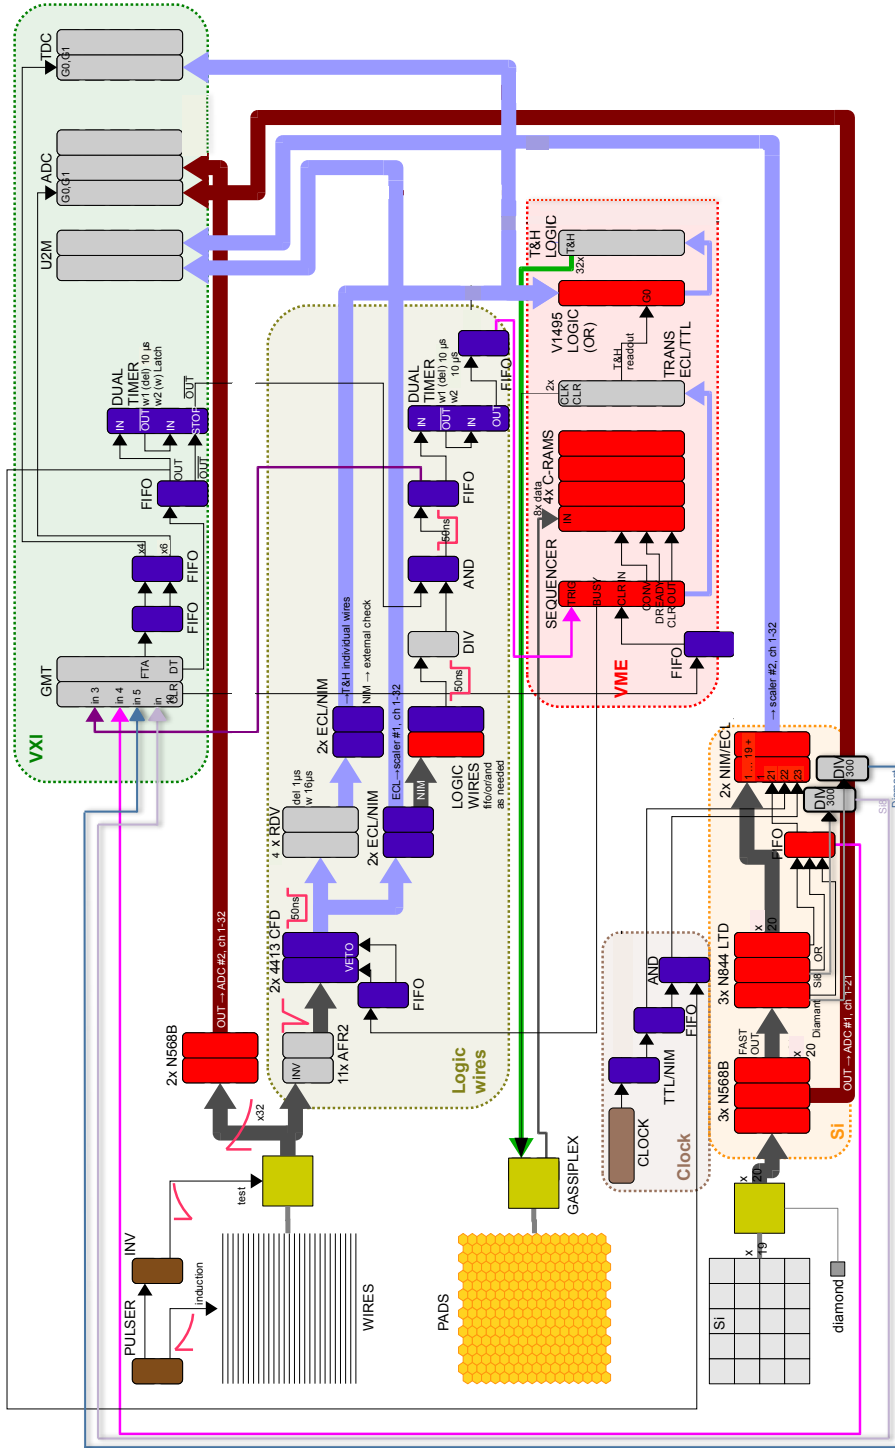 VXI
TDC
G0,G1
ADC
G0,G1
U2M
DUAL
TIMER
w1 (del) 10 µs
w2 (w) Latch
IN
OUT
IN
STOP
OUT
FIFO
OUT
OUT
x4
x6
FIFO
FIFO
GMT
FTA
DT
in 3
in 4
in 5
in
CLR
OUT → ADC #2, ch 1-32
2x N568B
x32
Logic
wires
DUAL
TIMER
w1 (del) 10 µs
w2 10 µs
IN
OUT
IN
OUT
FIFO
FIFO
50ns
AND
DIV
50ns
2x ECL/NIM
→T&H individual wires
NIM → external check
ECL→scaler #1, ch 1-32
LOGIC
WIRES
fifo/or/and
as needed
NIM
4 x RDV
del 1µs
w 16µs
2x ECL/NIM
50ns
2x 4413 CFD
VETO
FIFO
INV
11x AFR2
VME
T&H
LOGIC
T&H
32x
V1495
LOGIC
(OR)
G0
T&H
readout
TRANS
ECL/TTL
2x
CLK
CLR
4x C-RAMS
8x data
IN
SEQUENCER
TRIG
BUSY
CLR IN
CONV
DREADY
CLR OUT
FIFO
→ scaler #2, ch 1-32
2x NIM/ECL
1 ... 19 +
1
21
22
23
DIV
300
DIV
300
FIFO
3x N844 LTD
x
20
OR
Si8
Diamant
FAST
OUT
x
20
3x N568B
OUT → ADC #1, ch 1-21
Si
Clock
AND
FIFO
TTL/NIM
CLOCK
PULSER
INV
induction
test
WIRES
PADS
GASSIPLEX
Si
x
19
x
20
diamond
Si8